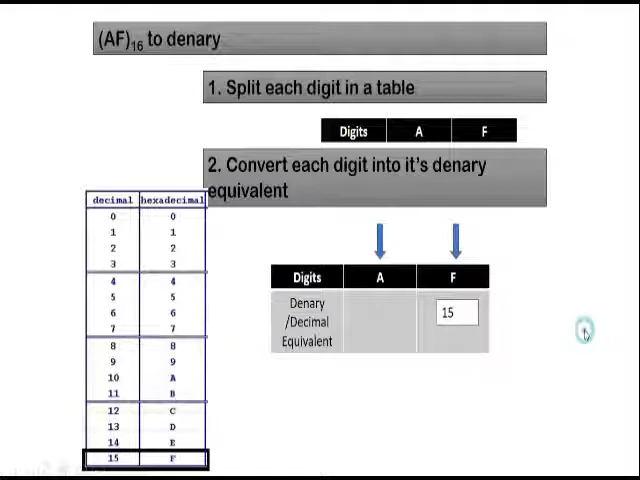 (AF)16 to denary
1. Split each digit in a table
Digits A F
2. Convert each digit into it's denary
equivalent
decimal hexadecimal
0 0
1 1
2 2
3 3
4 4
5 5
6 6
7 7
8 8
9 9
10 A
11 B
12 C
13 D
14 E
15 F
Digits A F
Denary
/Decimal
Equivalent
15